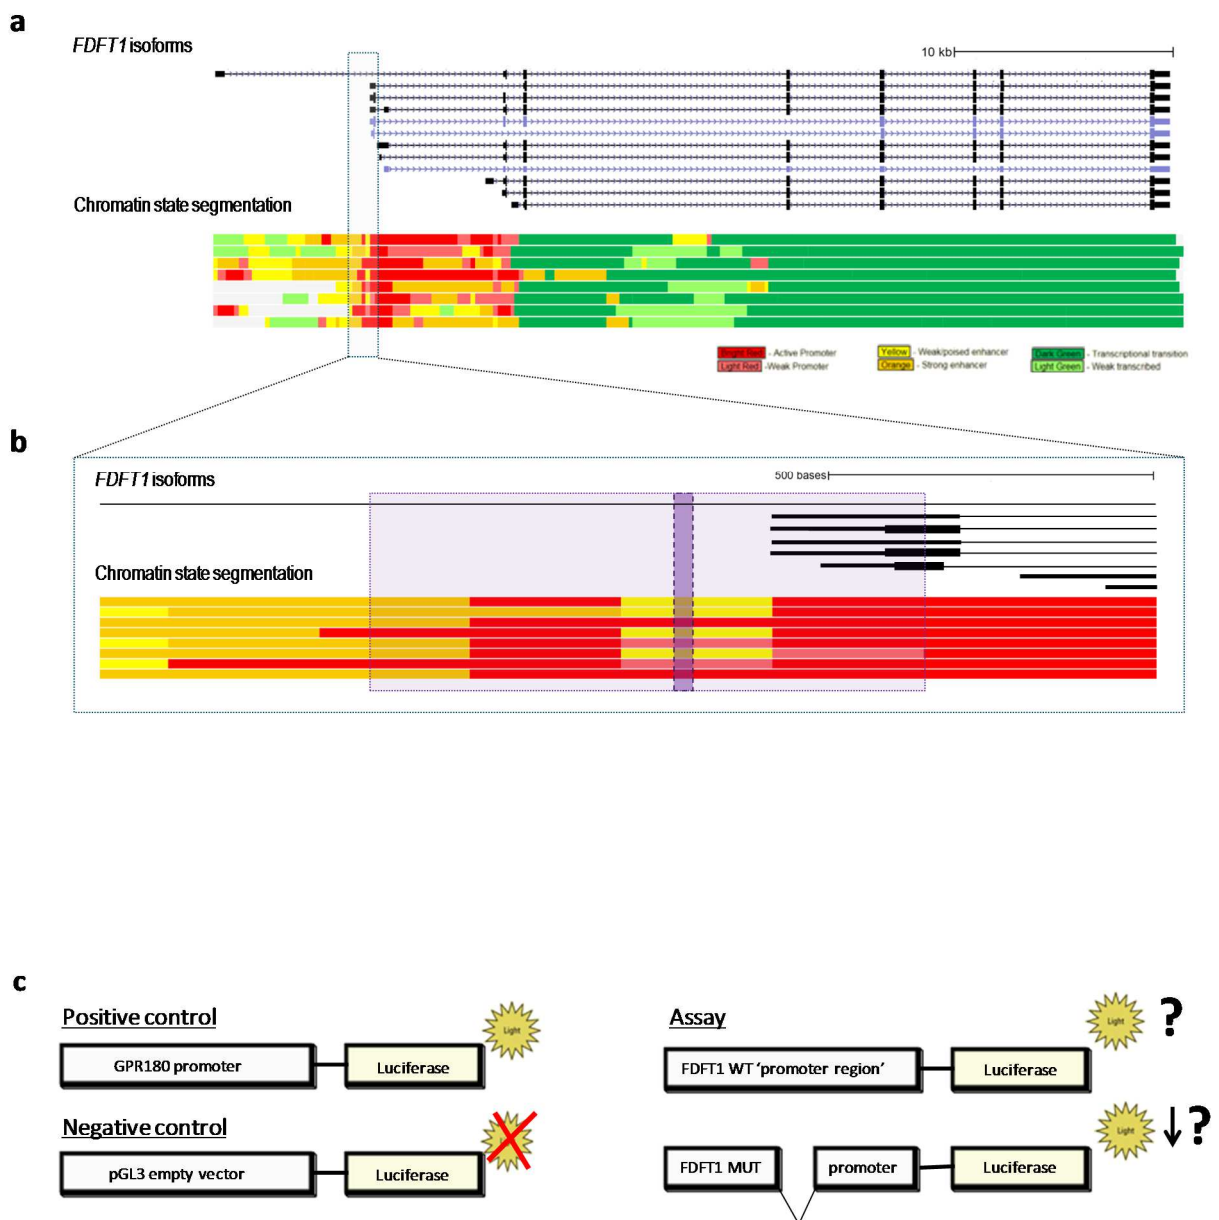 a
FDFT1 isoforms
10 kb
Chromatin state segmentation
Bright Red - Active Promoter
Light Red - Weak Promoter
Yellow - Weak/poised enhancer
Orange - Strong enhancer
Dark Green - Transcriptional transition
Light Green - Weak transcribed
b
FDFT1 isoforms
500 bases
Chromatin state segmentation
c
Positive control
Light
GPR180 promoter
Luciferase
Negative control
pGL3 empty vector
Luciferase
Assay
Light
?
FDFT1 WT 'promoter region'
Luciferase
Light
↓?
FDFT1 MUT
promoter
Luciferase